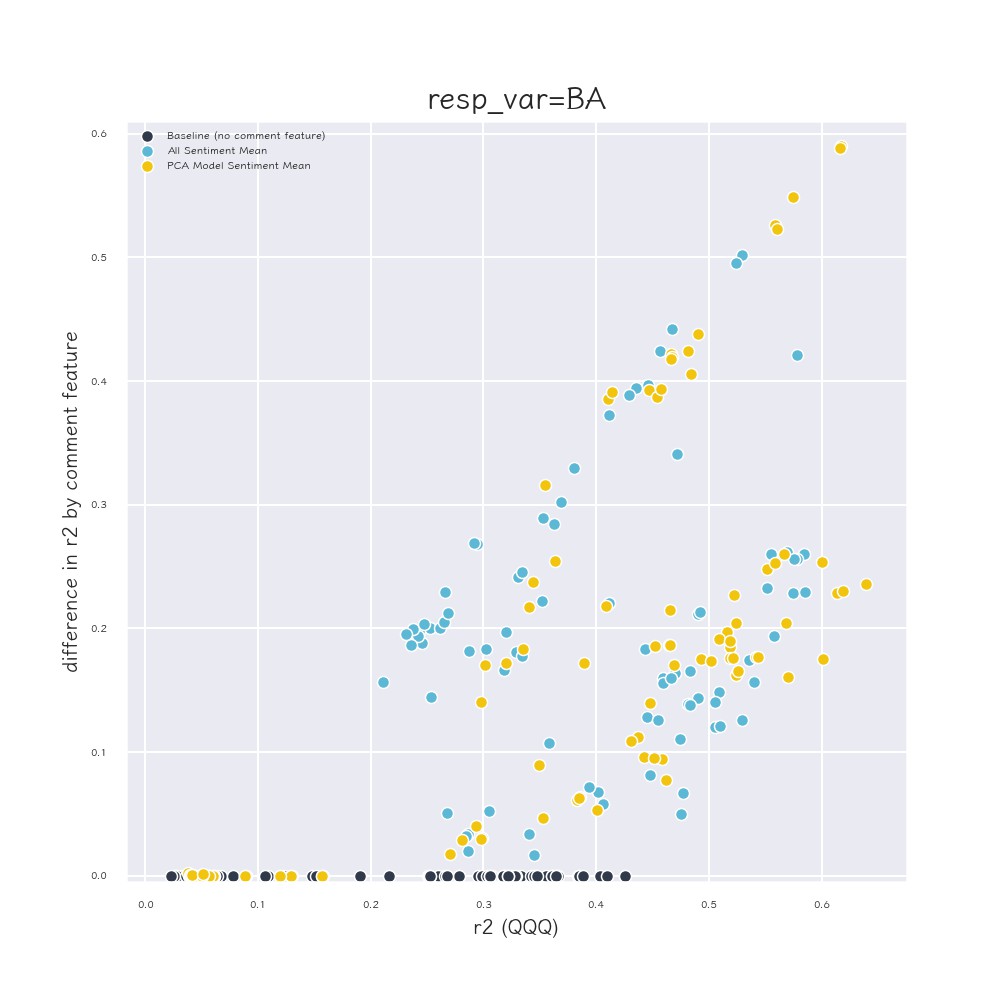 resp_var=BA
Baseline (no comment feature)
All Sentiment Mean
PCA Model Sentiment Mean
difference in r2 by comment feature
0.6
0.5
0.4
0.3
0.2
0.1
0.0
0.0 0.1 0.2 0.3 0.4 0.5 0.6
r2 (QQQ)